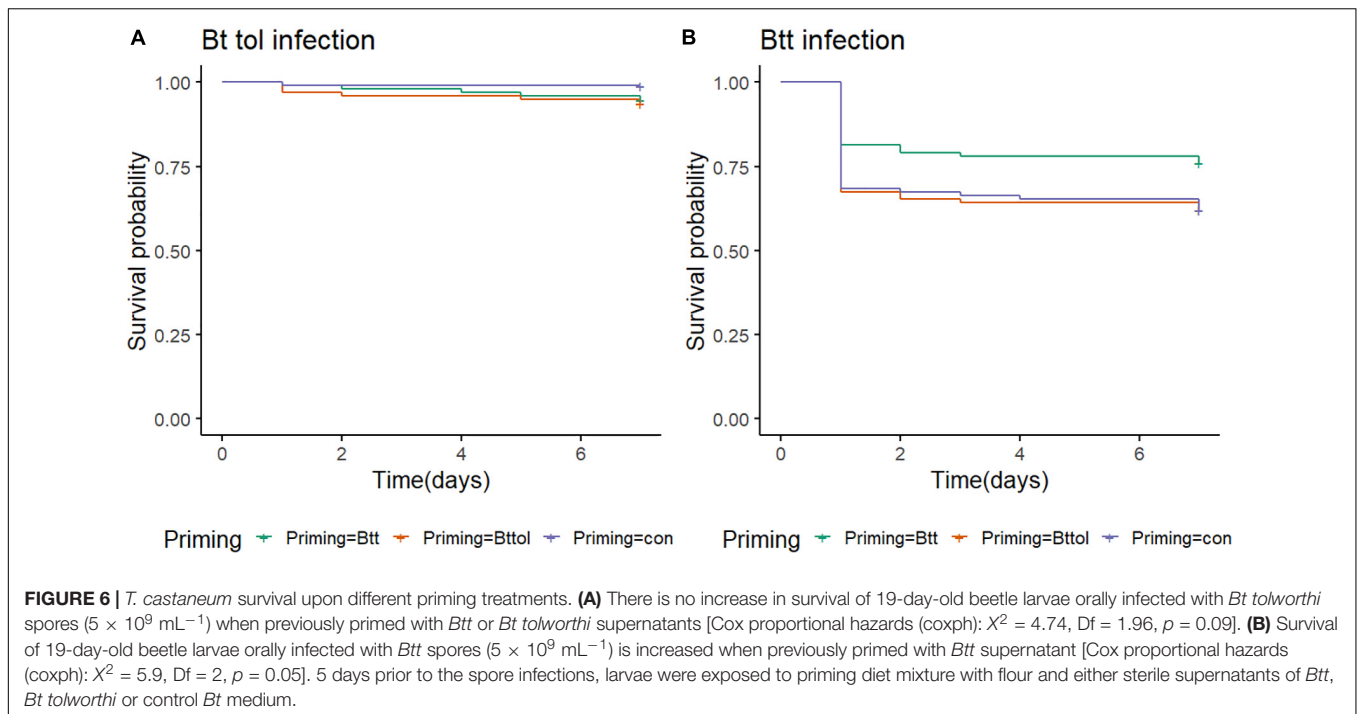 A Bt tol infection
1.00
0.75
0.50
0.25
0.00
Survival probability
0 2 4 6
Time(days)
Priming Priming=Btt Priming=Bttol Priming=con
B Btt infection
1.00
0.75
0.50
0.25
0.00
Survival probability
0 2 4 6
Time(days)
Priming Priming=Btt Priming=Bttol Priming=con
FIGURE 6 | T. castaneum survival upon different priming treatments. (A) There is no increase in survival of 19-day-old beetle larvae orally infected with Bt tolworthi
spores (5 × 10⁹ mL⁻¹) when previously primed with Btt or Bt tolworthi supernatants [Cox proportional hazards (coxph): X² = 4.74, Df = 1.96, p = 0.09]. (B) Survival
of 19-day-old beetle larvae orally infected with Btt spores (5 × 10⁹ mL⁻¹) is increased when previously primed with Btt supernatant [Cox proportional hazards
(coxph): X² = 5.9, Df = 2, p = 0.05]. 5 days prior to the spore infections, larvae were exposed to priming diet mixture with flour and either sterile supernatants of Btt,
Bt tolworthi or control Bt medium.